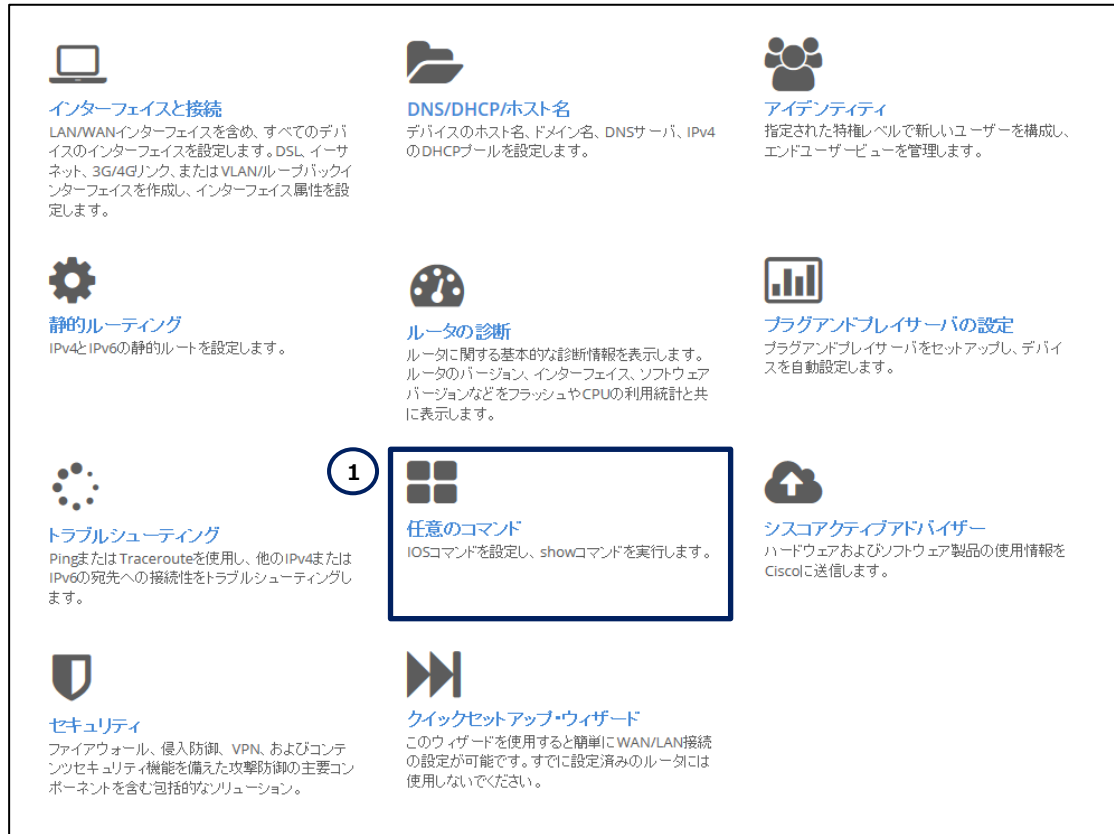 インターフェイスと接続
LAN/WANインターフェイスを含め、すべてのデバ
イスのインターフェイスを設定します。DSL、イーサ
ネット、3G/4Gリンク、またはVLAN/ループバックイ
ンターフェイスを作成し、インターフェイス属性を設
定します。
DNS/DHCP/ホスト名
デバイスのホスト名、ドメイン名、DNSサーバ、IPv4
のDHCPプールを設定します。
アイデンティティ
指定された特権レベルで新しいユーザーを構成し、
エンドユーザービューを管理します。
静的ルーティング
IPv4とIPv6の静的ルートを設定します。
ルータの診断
ルータに関する基本的な診断情報を表示します。
ルータのバージョン、インターフェイス、ソフトウェア
バージョンなどをフラッシュやCPUの利用統計と共
に表示します。
プラグアンドプレイサーバの設定
プラグアンドプレイサーバをセットアップし、デバイ
スを自動設定します。
トラブルシューティング
PingまたはTracerouteを使用し、他のIPv4または
IPv6の宛先への接続性をトラブルシューティングし
ます。
1
任意のコマンド
IOSコマンドを設定し、showコマンドを実行します。
シスコアクティブアドバイザー
ハードウェアおよびソフトウェア製品の使用情報を
Ciscoに送信します。
セキュリティ
ファイアウォール、侵入防御、VPN、およびコンテ
ンツセキュリティ機能を備えた攻撃防御の主要コン
ポーネントを含む包括的なソリューション。
クイックセットアップ・ウィザード
このウィザードを使用すると簡単にWAN/LAN接続
の設定が可能です。すでに設定済みのルータには
使用しないでください。